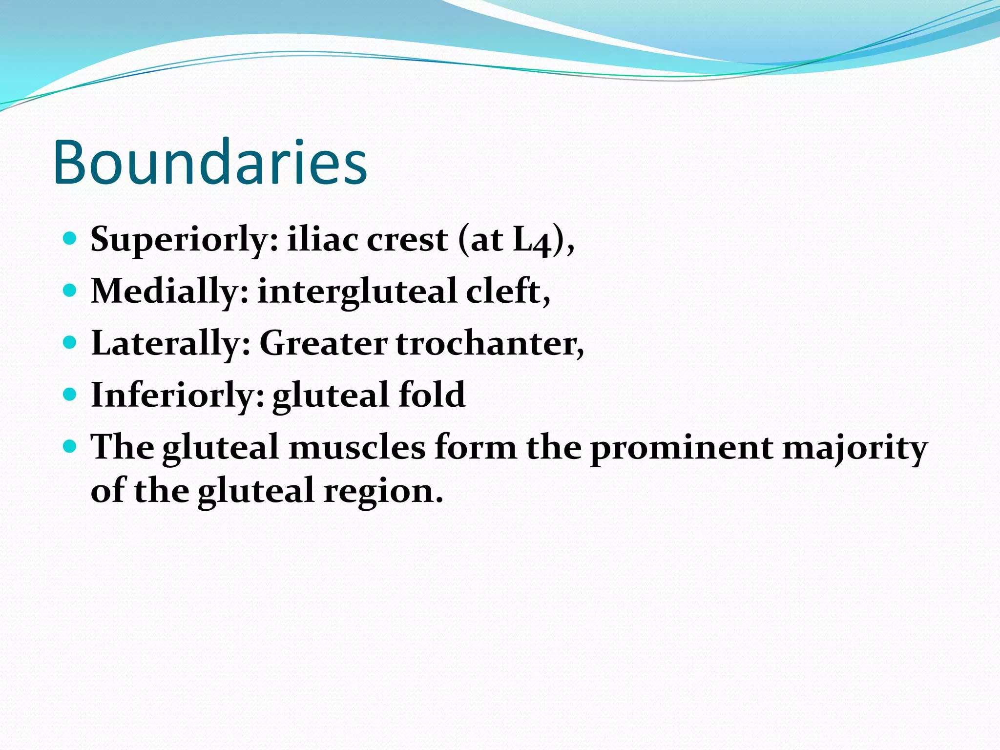 Boundaries
• Superiorly: iliac crest (at L4),
• Medially: intergluteal cleft,
• Laterally: Greater trochanter,
• Inferiorly: gluteal fold
• The gluteal muscles form the prominent majority
of the gluteal region.